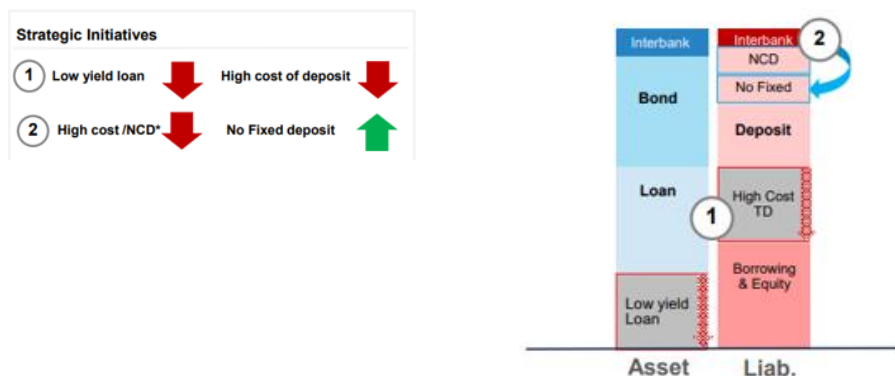 Strategic Initiatives
1 Low yield loan High cost of deposit
2 High cost /NCD* No Fixed deposit
Interbank
Bond
Loan
Low yield
Loan
Asset
Interbank 2
NCD
No Fixed
Deposit
1
High Cost
TD
Borrowing
& Equity
Liab.